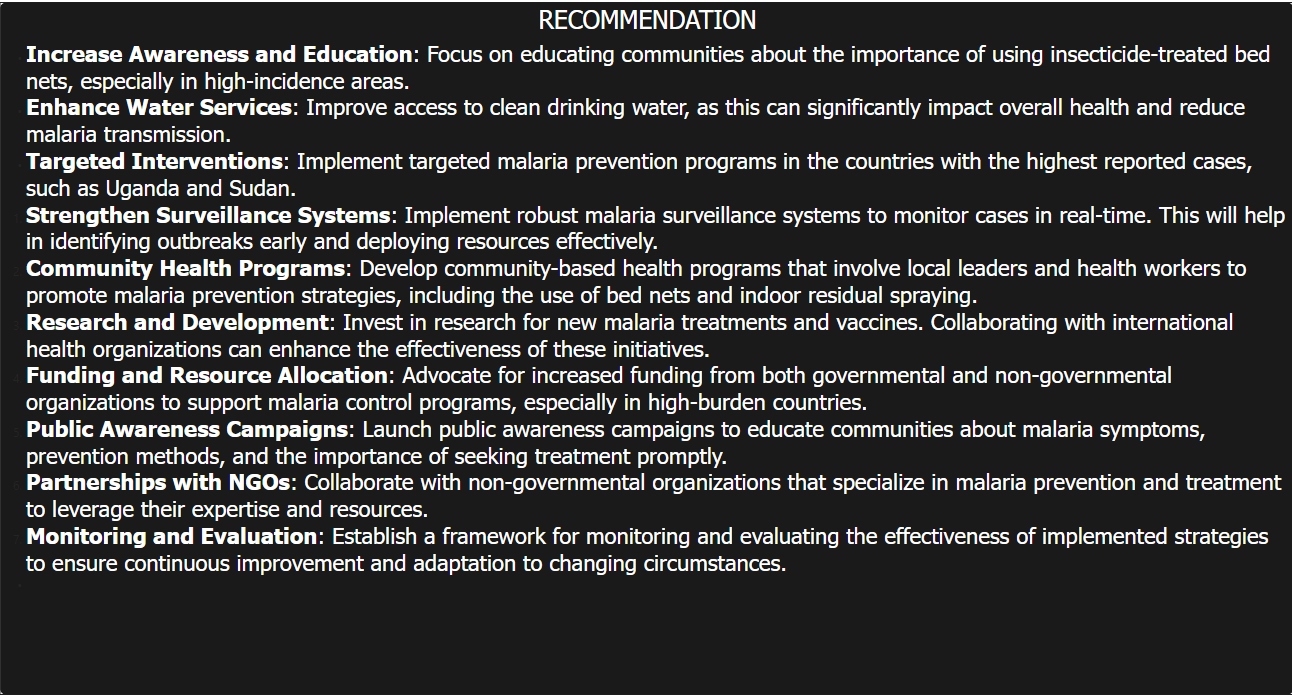 RECOMMENDATION
Increase Awareness and Education: Focus on educating communities about the importance of using insecticide-treated bed
nets, especially in high-incidence areas.
Enhance Water Services: Improve access to clean drinking water, as this can significantly impact overall health and reduce
malaria transmission.
Targeted Interventions: Implement targeted malaria prevention programs in the countries with the highest reported cases,
such as Uganda and Sudan.
Strengthen Surveillance Systems: Implement robust malaria surveillance systems to monitor cases in real-time. This will help
in identifying outbreaks early and deploying resources effectively.
Community Health Programs: Develop community-based health programs that involve local leaders and health workers to
promote malaria prevention strategies, including the use of bed nets and indoor residual spraying.
Research and Development: Invest in research for new malaria treatments and vaccines. Collaborating with international
health organizations can enhance the effectiveness of these initiatives.
Funding and Resource Allocation: Advocate for increased funding from both governmental and non-governmental
organizations to support malaria control programs, especially in high-burden countries.
Public Awareness Campaigns: Launch public awareness campaigns to educate communities about malaria symptoms,
prevention methods, and the importance of seeking treatment promptly.
Partnerships with NGOs: Collaborate with non-governmental organizations that specialize in malaria prevention and treatment
to leverage their expertise and resources.
Monitoring and Evaluation: Establish a framework for monitoring and evaluating the effectiveness of implemented strategies
to ensure continuous improvement and adaptation to changing circumstances.